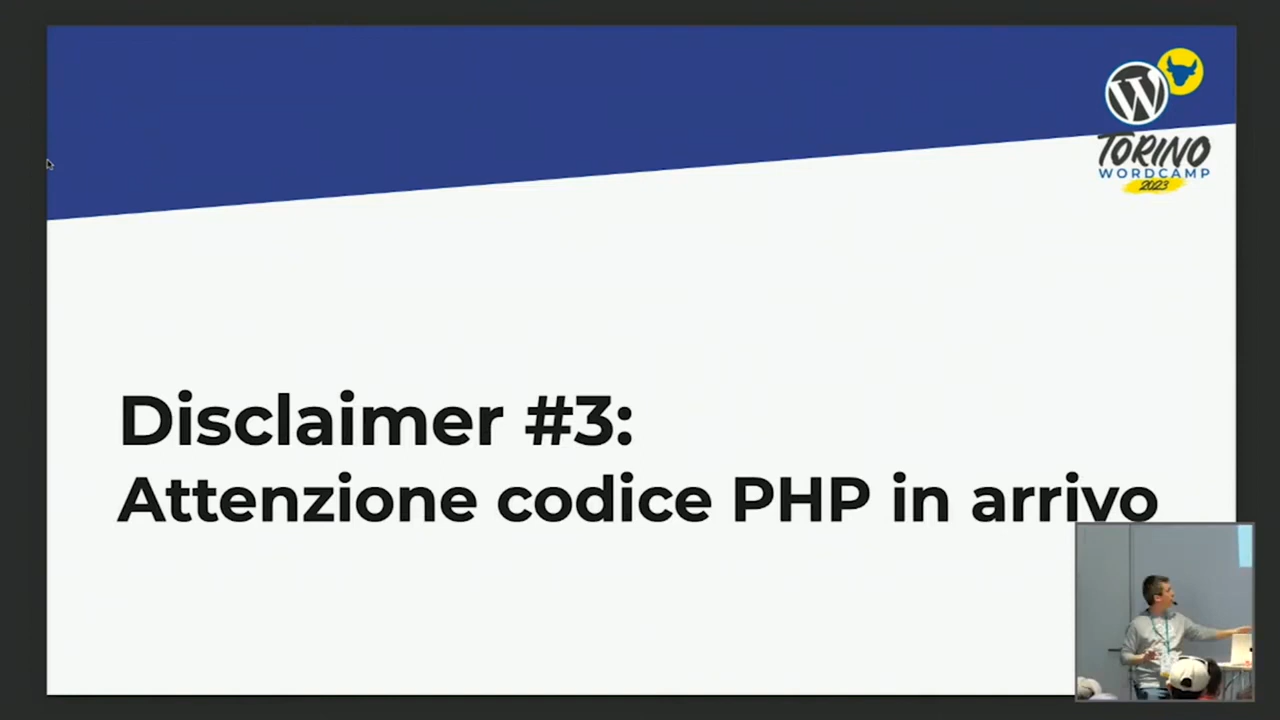 TORINO
WORDCAMP
2023
Disclaimer #3:
Attenzione codice PHP in arrivo